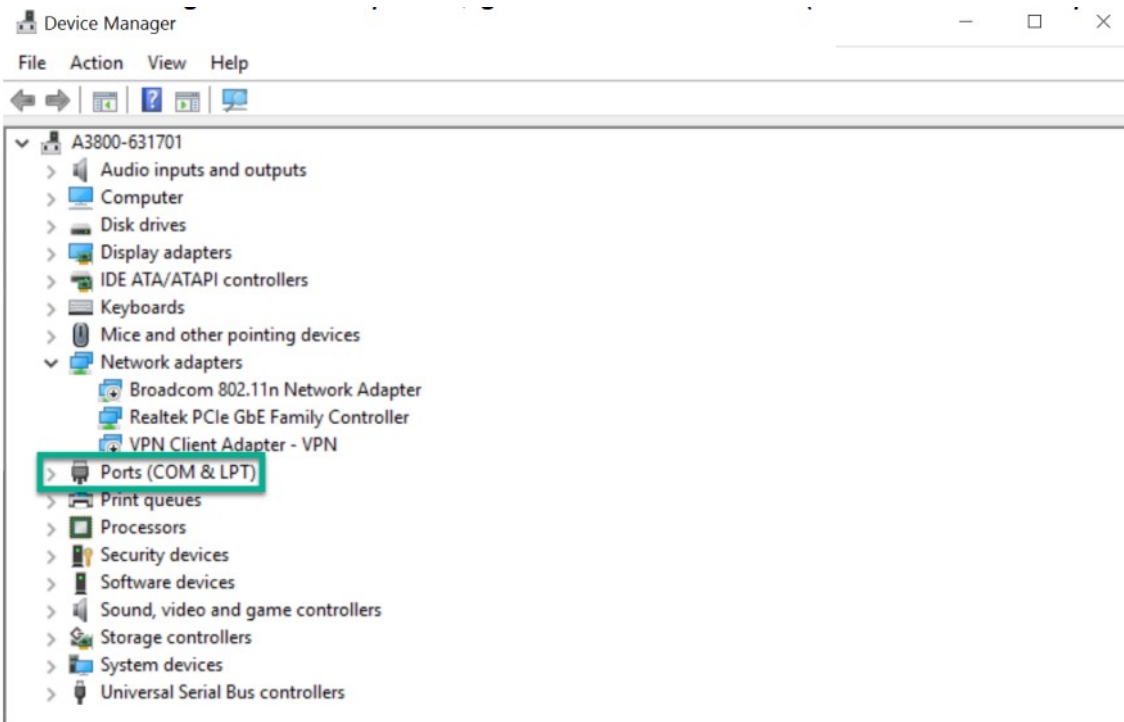 Device Manager
File Action View Help
A3800-631701
Audio inputs and outputs
Computer
Disk drives
Display adapters
IDE ATA/ATAPI controllers
Keyboards
Mice and other pointing devices
Network adapters
Broadcom 802.11n Network Adapter
Realtek PCIe GbE Family Controller
VPN Client Adapter - VPN
Ports (COM & LPT)
Print queues
Processors
Security devices
Software devices
Sound, video and game controllers
Storage controllers
System devices
Universal Serial Bus controllers